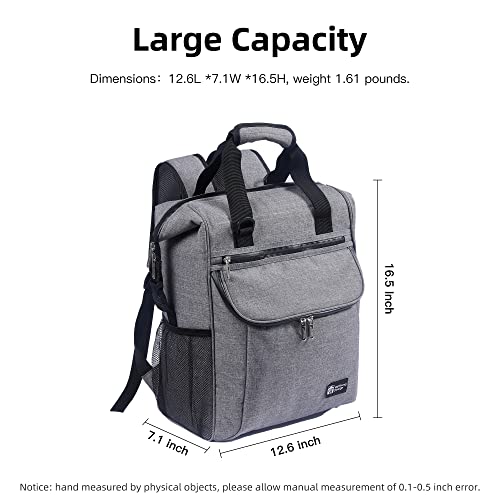 Large Capacity
Dimensions: 12.6L *7.1W *16.5H, weight 1.61 pounds.
16.5 inch
7.1 inch
12.6 inch
Notice: hand measured by physical objects, please allow manual measurement of 0.1-0.5 inch error.